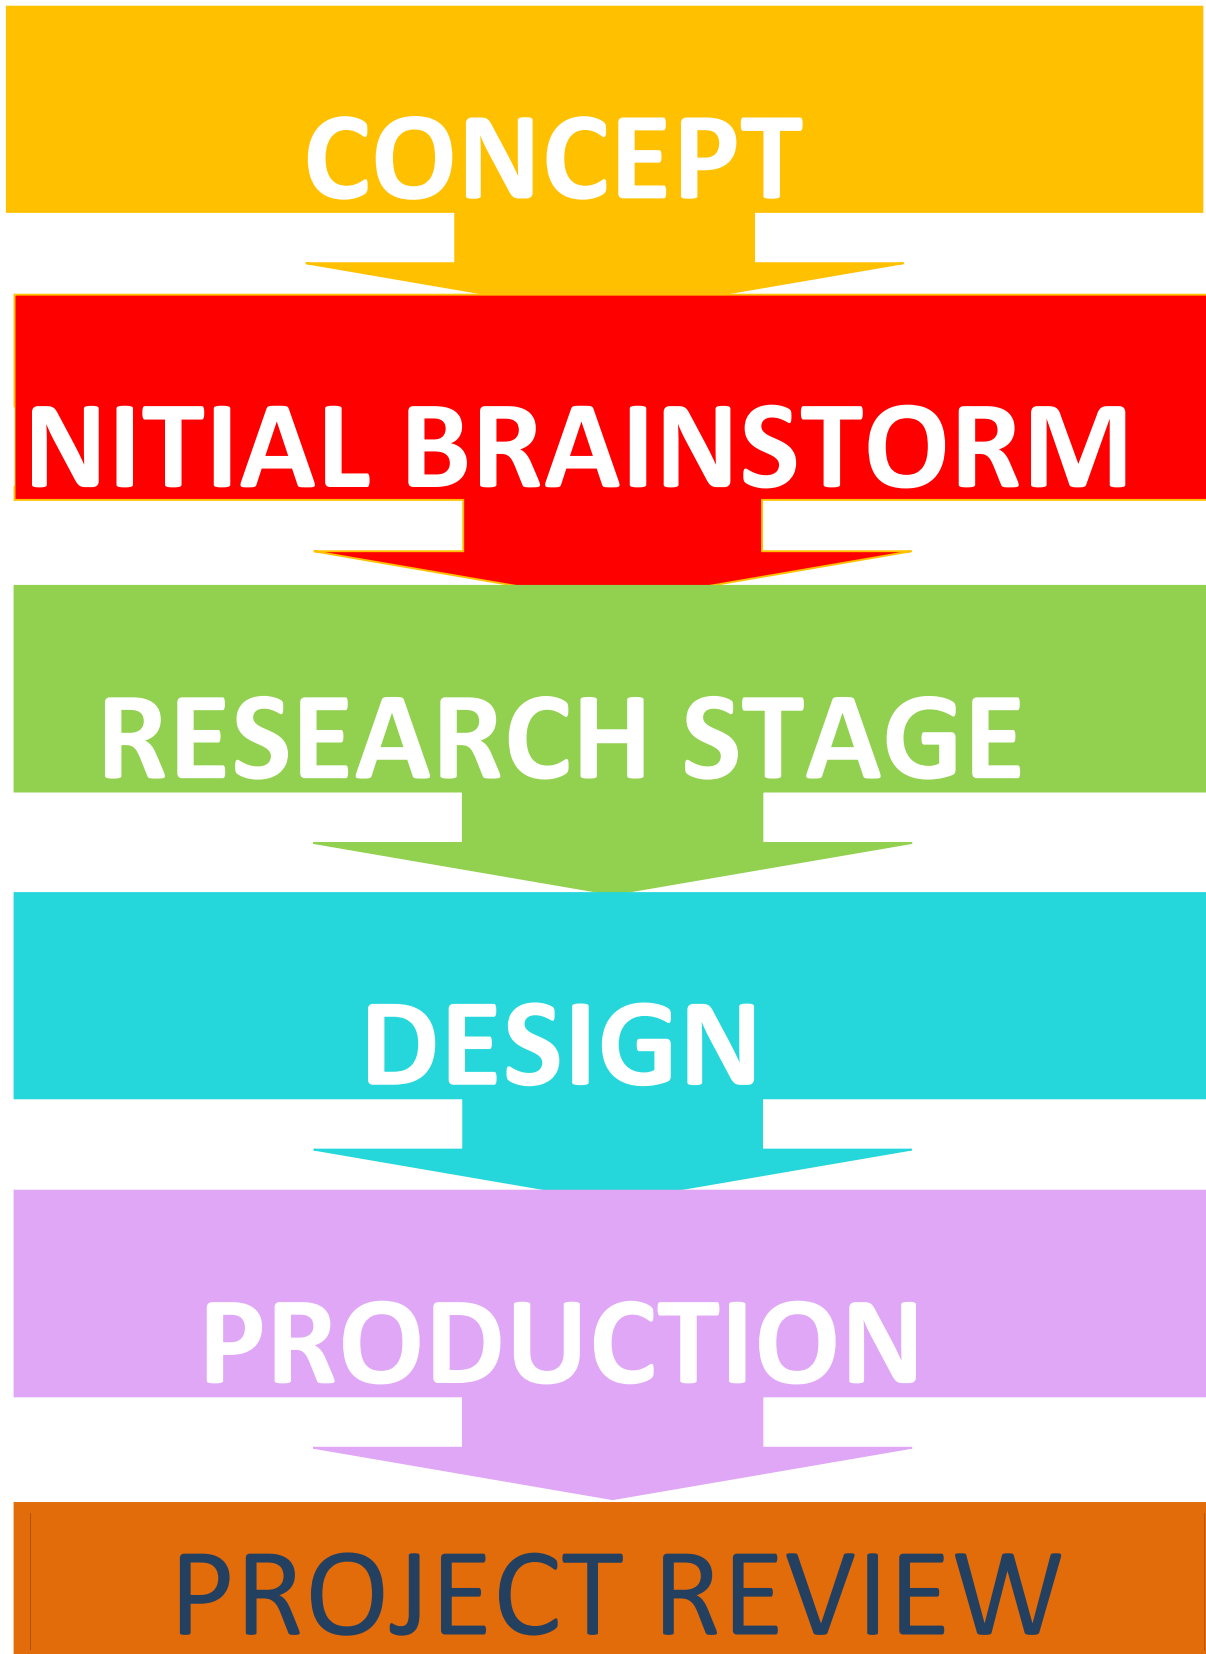 CONCEPT
NITIAL BRAINSTORM
RESEARCH STAGE
DESIGN
PRODUCTION
PROJECT REVIEW